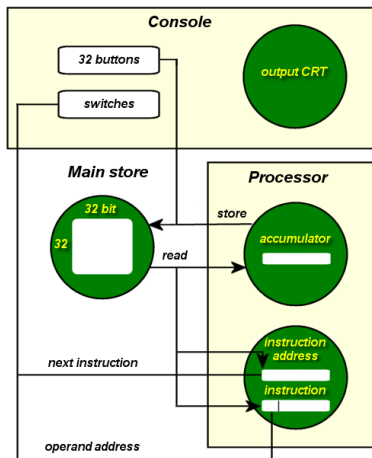 Console
32 buttons
output CRT
switches
Main store
Processor
32 bit
store
32
accumulator
read
instruction
address
next instruction
instruction
operand address